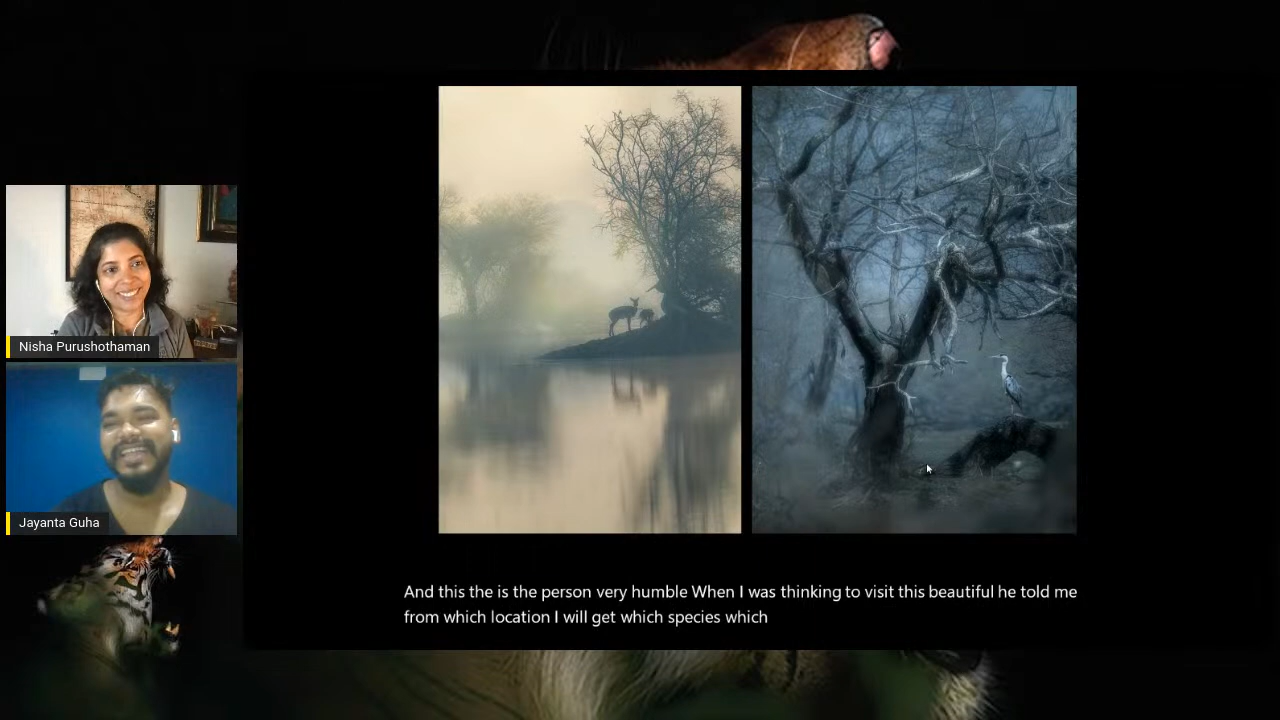 Nisha Purushothaman
Jayanta Guha
And this the is the person very humble When I was thinking to visit this beautiful he told me
from which location I will get which species which